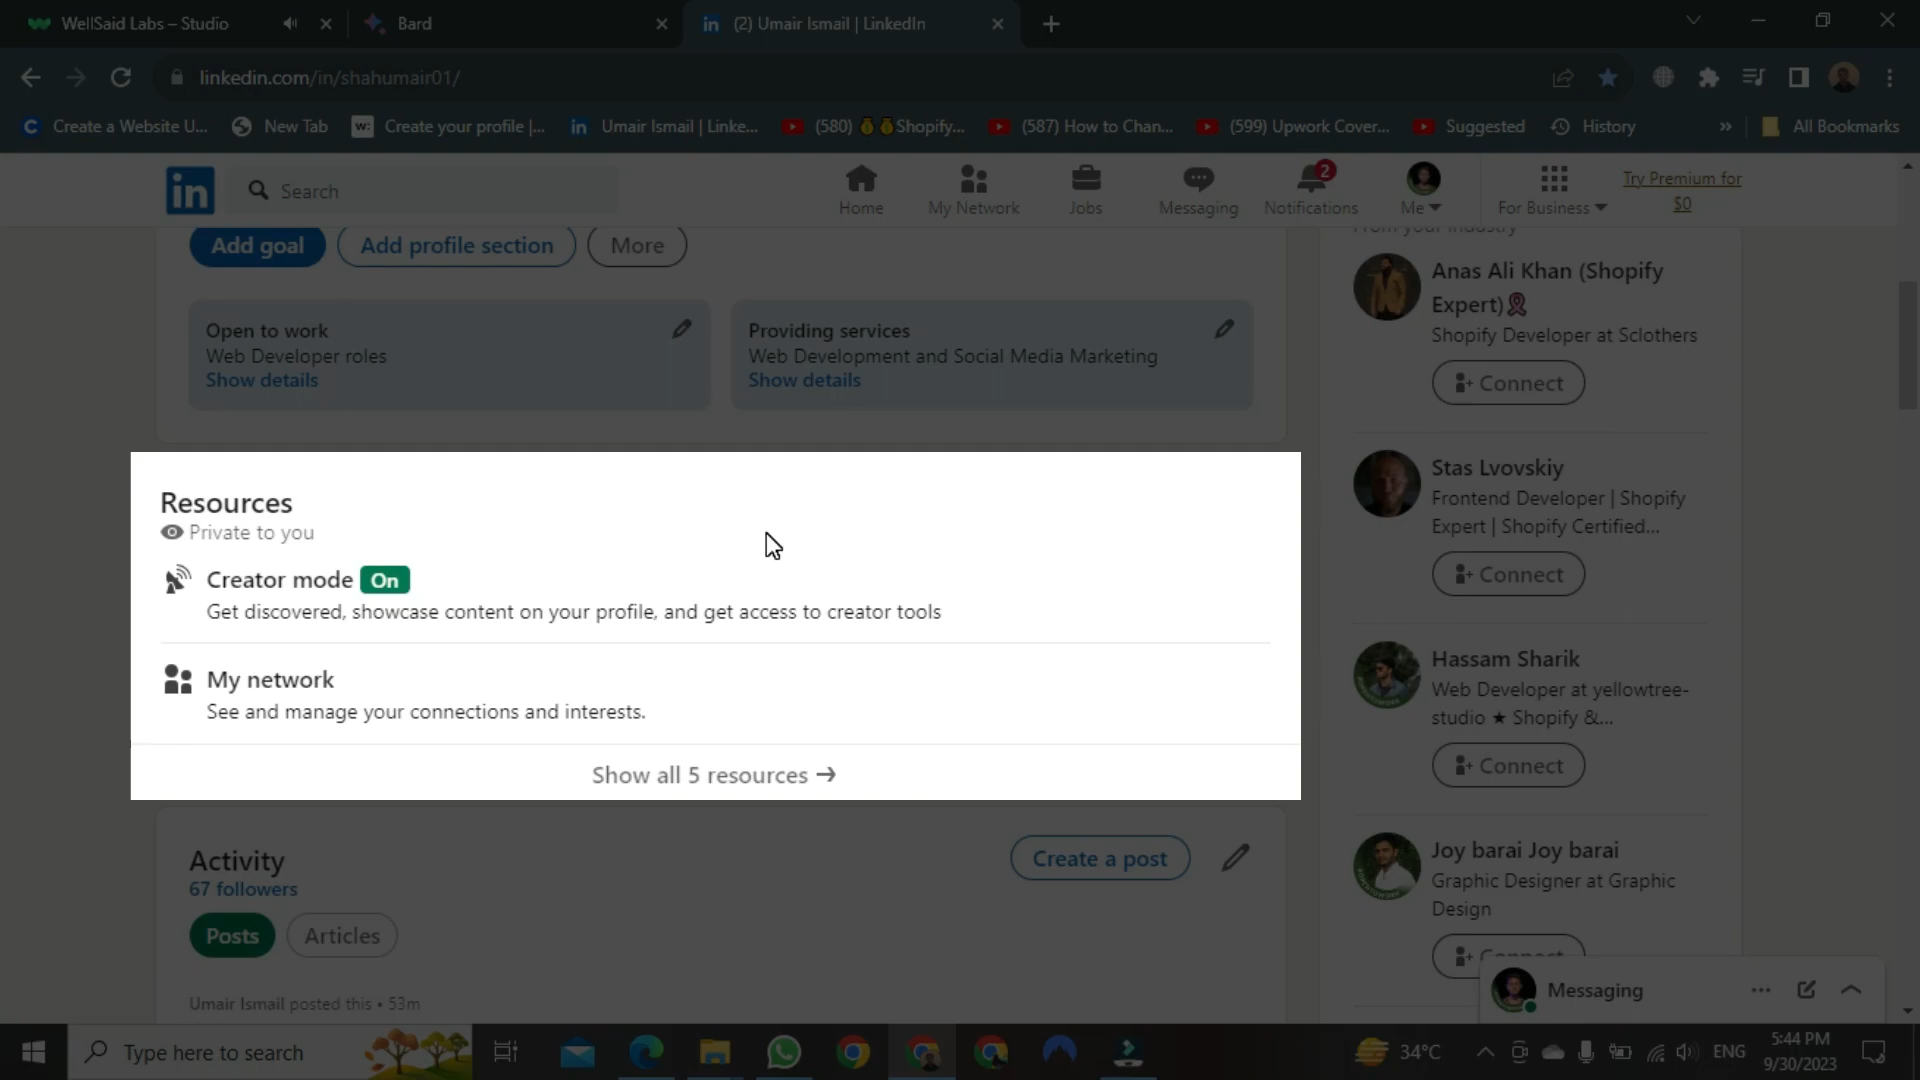 WellSaid Labs – Studio
Bard
in (2) Umair Ismail | LinkedIn
linkedin.com/in/shahumair01/
C Create a Website U...
New Tab
w: Create your profile |...
in Umair Ismail | Linke...
(580) 💰💰Shopify...
(587) How to Chan...
(599) Upwork Cover...
Suggested
History
»
All Bookmarks
in
Search
Home
My Network
Jobs
Messaging
2
Notifications
Me
For Business
Try Premium for
$0
Add goal
Add profile section
More
Open to work
Web Developer roles
Show details
Providing services
Web Development and Social Media Marketing
Show details
Resources
Private to you
Creator mode On
Get discovered, showcase content on your profile, and get access to creator tools
My network
See and manage your connections and interests.
Show all 5 resources →
Activity
67 followers
Create a post
Posts
Articles
Umair Ismail posted this • 53m
From your industry
Anas Ali Khan (Shopify
Expert)🎗
Shopify Developer at Sclothers
Connect
Stas Lvovskiy
Frontend Developer | Shopify
Expert | Shopify Certified...
Connect
Hassam Sharik
Web Developer at yellowtree-
studio ★ Shopify &...
Connect
Joy barai Joy barai
Graphic Designer at Graphic
Design
Connect
Messaging
Type here to search
34°C
ENG
5:44 PM
9/30/2023